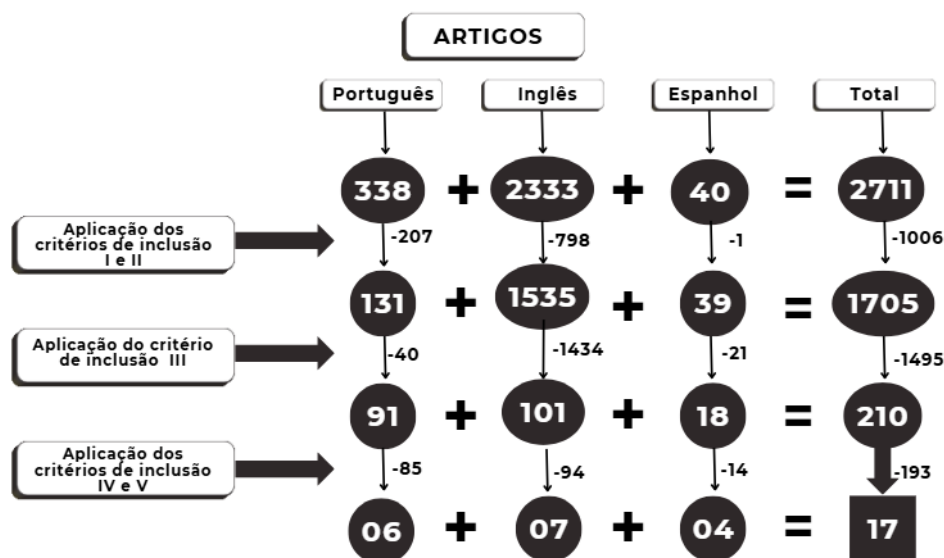 ARTIGOS
Português Inglês Espanhol Total
338 + 2333 + 40 = 2711
Aplicação dos
critérios de inclusão
I e II
-207 -798 -1 -1006
131 + 1535 + 39 = 1705
Aplicação do critério
de inclusão III
-40 -1434 -21 -1495
91 + 101 + 18 = 210
Aplicação dos
critérios de inclusão
IV e V
-85 -94 -14 -193
06 + 07 + 04 = 17